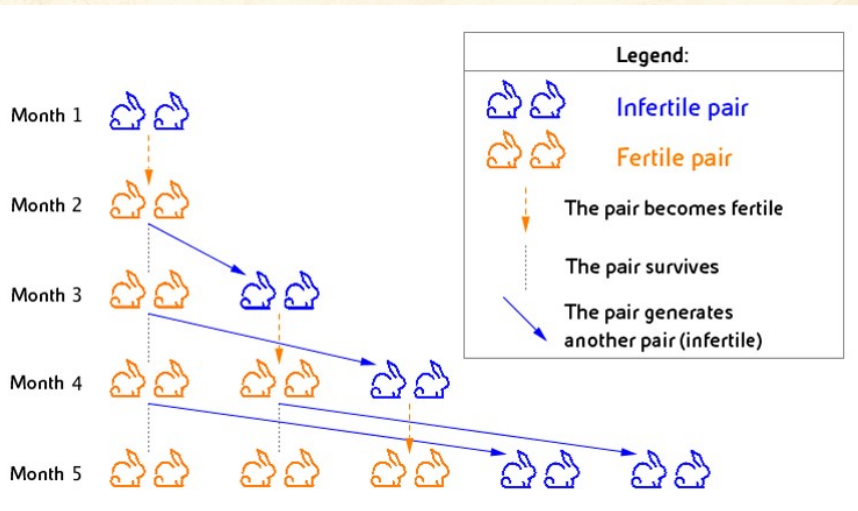 Legend:
Infertile pair
Fertile pair
The pair becomes fertile
The pair survives
The pair generates
another pair (infertile)
Month 1
Month 2
Month 3
Month 4
Month 5